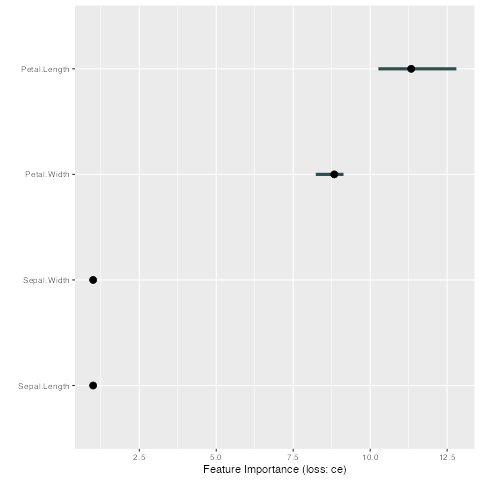 Petal.Length
Petal.Width
Sepal.Width
Sepal.Length
2.5 5.0 7.5 10.0 12.5
Feature Importance (loss: ce)